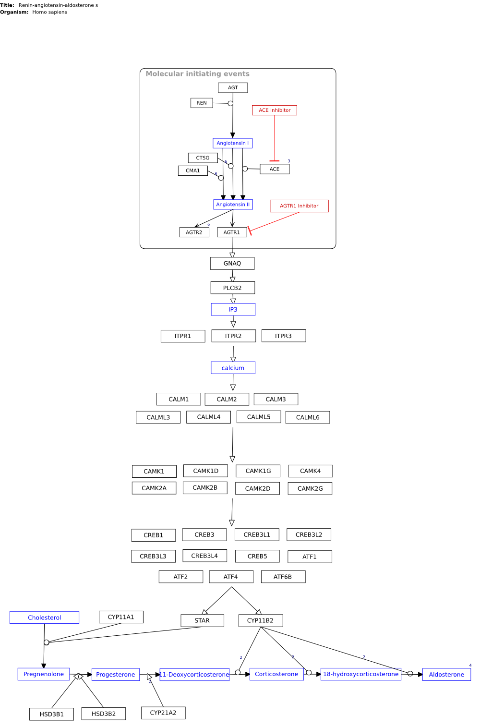 Title: Renin-angiotensin-aldosterone s
Organism: Homo sapiens
Molecular initiating events
AGT
REN
ACE inhibitor
Angiotensin I
CTSG
CMA1
ACE
Angiotensin II
AGTR1 inhibitor
AGTR2
AGTR1
GNAQ
PLCB2
IP3
ITPR1 ITPR2 ITPR3
calcium
CALM1 CALM2 CALM3
CALML3 CALML4 CALML5 CALML6
CAMK1 CAMK1D CAMK1G CAMK4
CAMK2A CAMK2B CAMK2D CAMK2G
CREB1 CREB3 CREB3L1 CREB3L2
CREB3L3 CREB3L4 CREB5 ATF1
ATF2 ATF4 ATF6B
Cholesterol CYP11A1 STAR CYP11B2
Pregnenolone Progesterone 11-Deoxycorticosterone Corticosterone 18-hydroxycorticosterone Aldosterone
HSD3B1 HSD3B2 CYP21A2